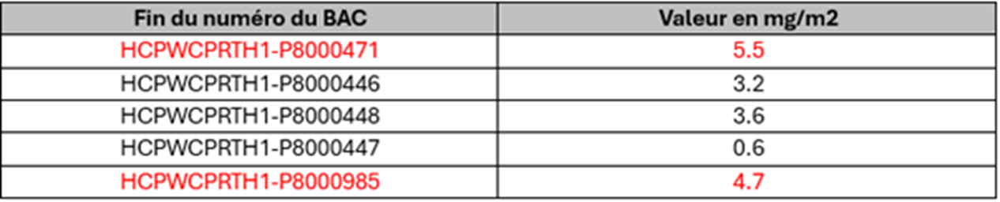 Fin du numéro du BAC Valeur en mg/m2
HCPWCPRTH1-P8000471 5.5
HCPWCPRTH1-P8000446 3.2
HCPWCPRTH1-P8000448 3.6
HCPWCPRTH1-P8000447 0.6
HCPWCPRTH1-P8000985 4.7